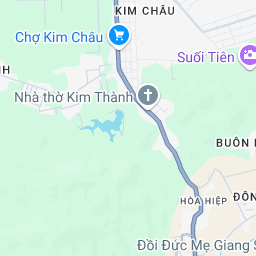 KIM CHÂU
Chợ Kim Châu
Suối Tiên
NH
Nhà thờ Kim Thành
BUÔN
HÒA HIỆP
ĐÔN
Đồi Đức Mẹ Giang S